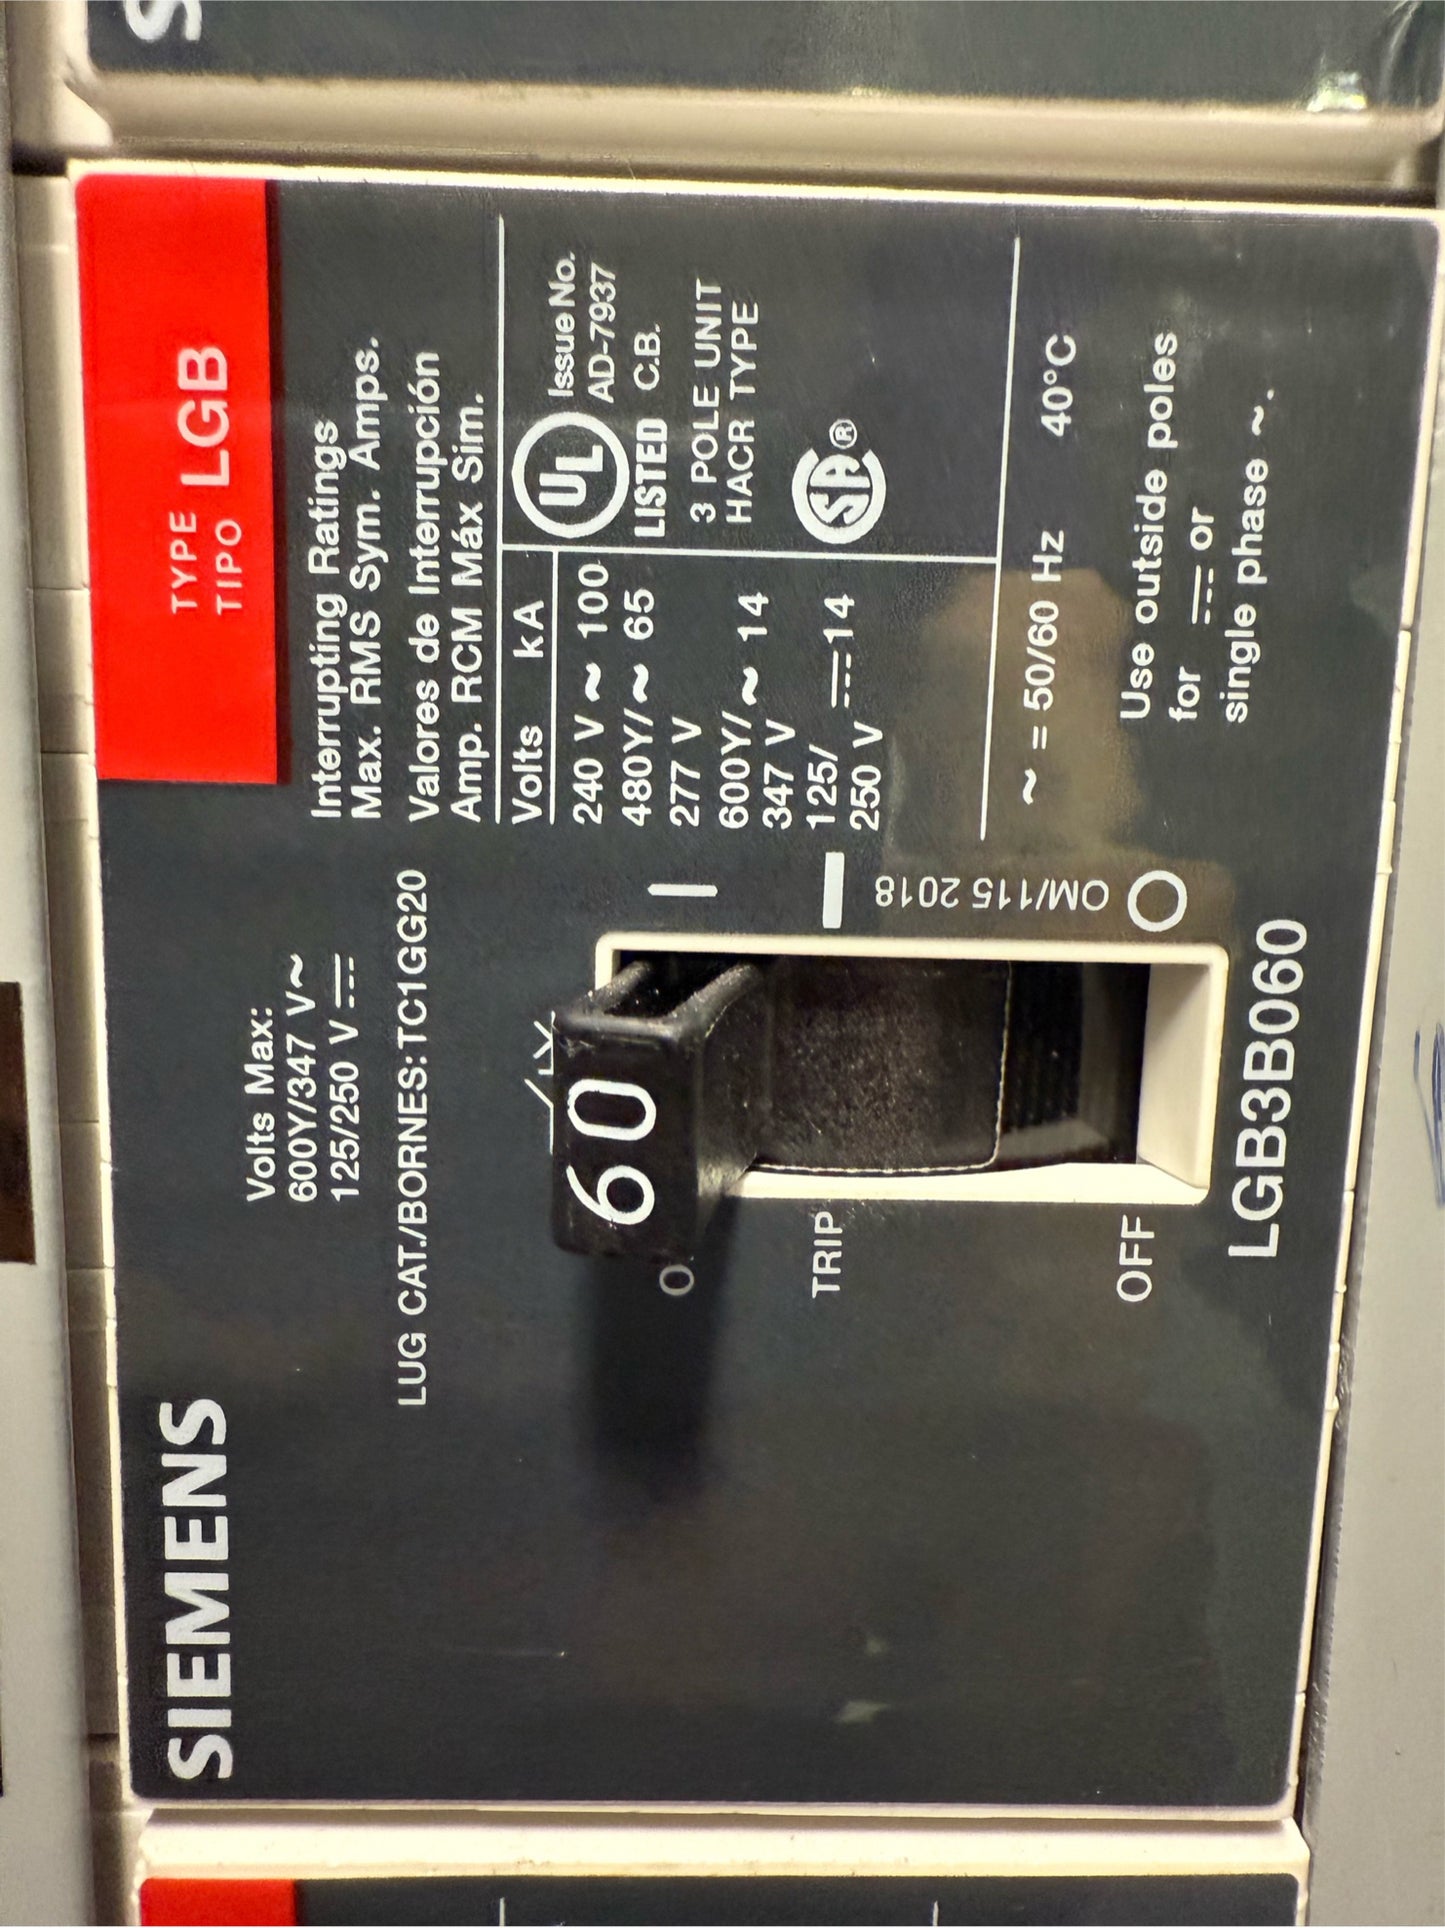 SIEMENS
Volts Max:
600Y/347 V~
125/250 V ⎓
LUG CAT./BORNES:TC1GG20
TYPE
TIPO LGB
Interrupting Ratings
Max. RMS Sym. Amps.
Valores de Interrupción
Amp. RCM Máx Sim.
Volts kA
240 V ~ 100
480Y/ ~ 65
277 V
600Y/ ~ 14
347 V
125/
250 V ⎓ 14
UL
LISTED
Issue No.
AD-7937
C.B.
3 POLE UNIT
HACR TYPE
SA®
~ = 50/60 Hz 40°C
Use outside poles
for ⎓ or
single phase ~.
60
TRIP
OFF
OM/115 2018
LGB3B060